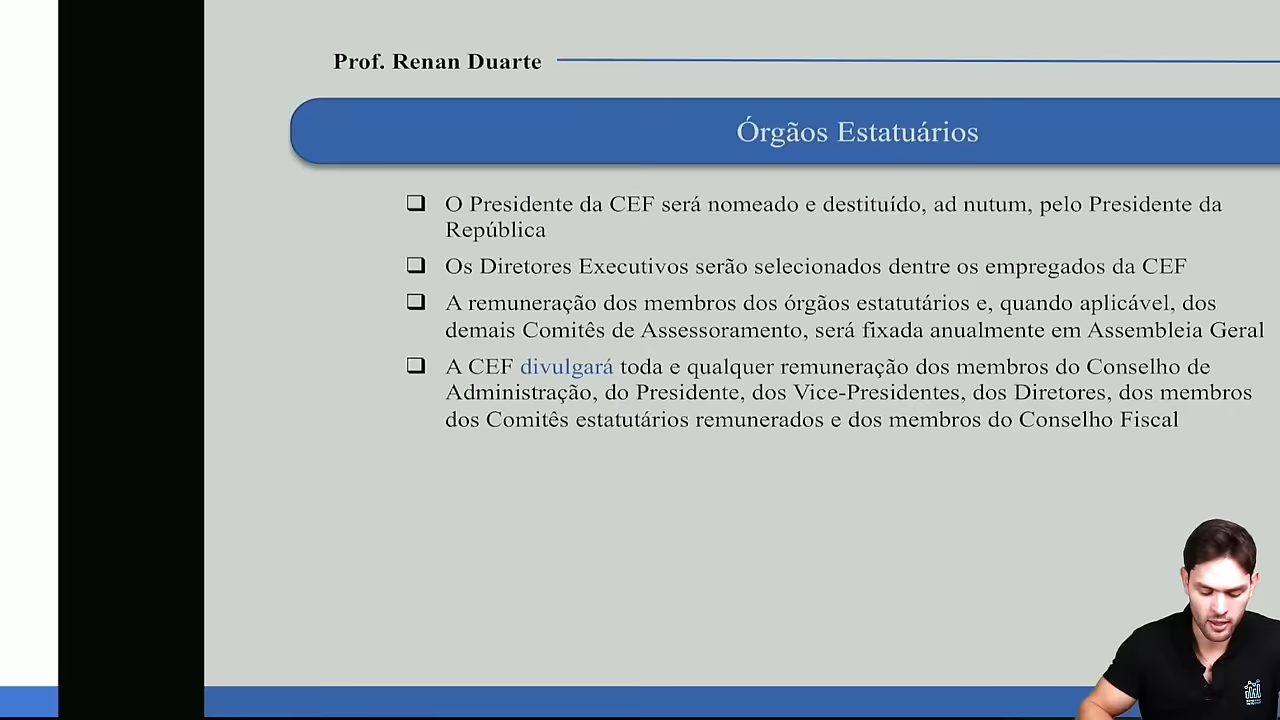 Prof. Renan Duarte
Órgãos Estatuários
O Presidente da CEF será nomeado e destituído, ad nutum, pelo Presidente da
República
Os Diretores Executivos serão selecionados dentre os empregados da CEF
A remuneração dos membros dos órgãos estatutários e, quando aplicável, dos
demais Comitês de Assessoramento, será fixada anualmente em Assembleia Geral
A CEF divulgará toda e qualquer remuneração dos membros do Conselho de
Administração, do Presidente, dos Vice-Presidentes, dos Diretores, dos membros
dos Comitês estatutários remunerados e dos membros do Conselho Fiscal